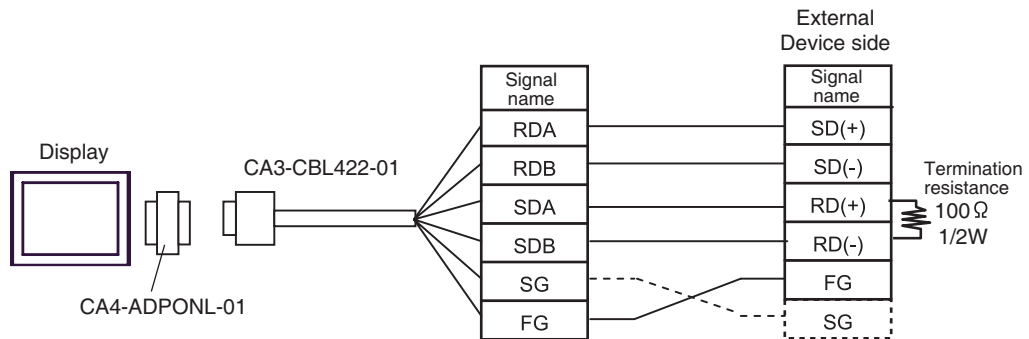 External
Device side
Signal
name
Signal
name
RDA
SD(+)
Display
CA3-CBL422-01
RDB
SD(-)
Termination
resistance
100Ω
1/2W
SDA
RD(+)
SDB
RD(-)
SG
FG
CA4-ADPONL-01
FG
SG